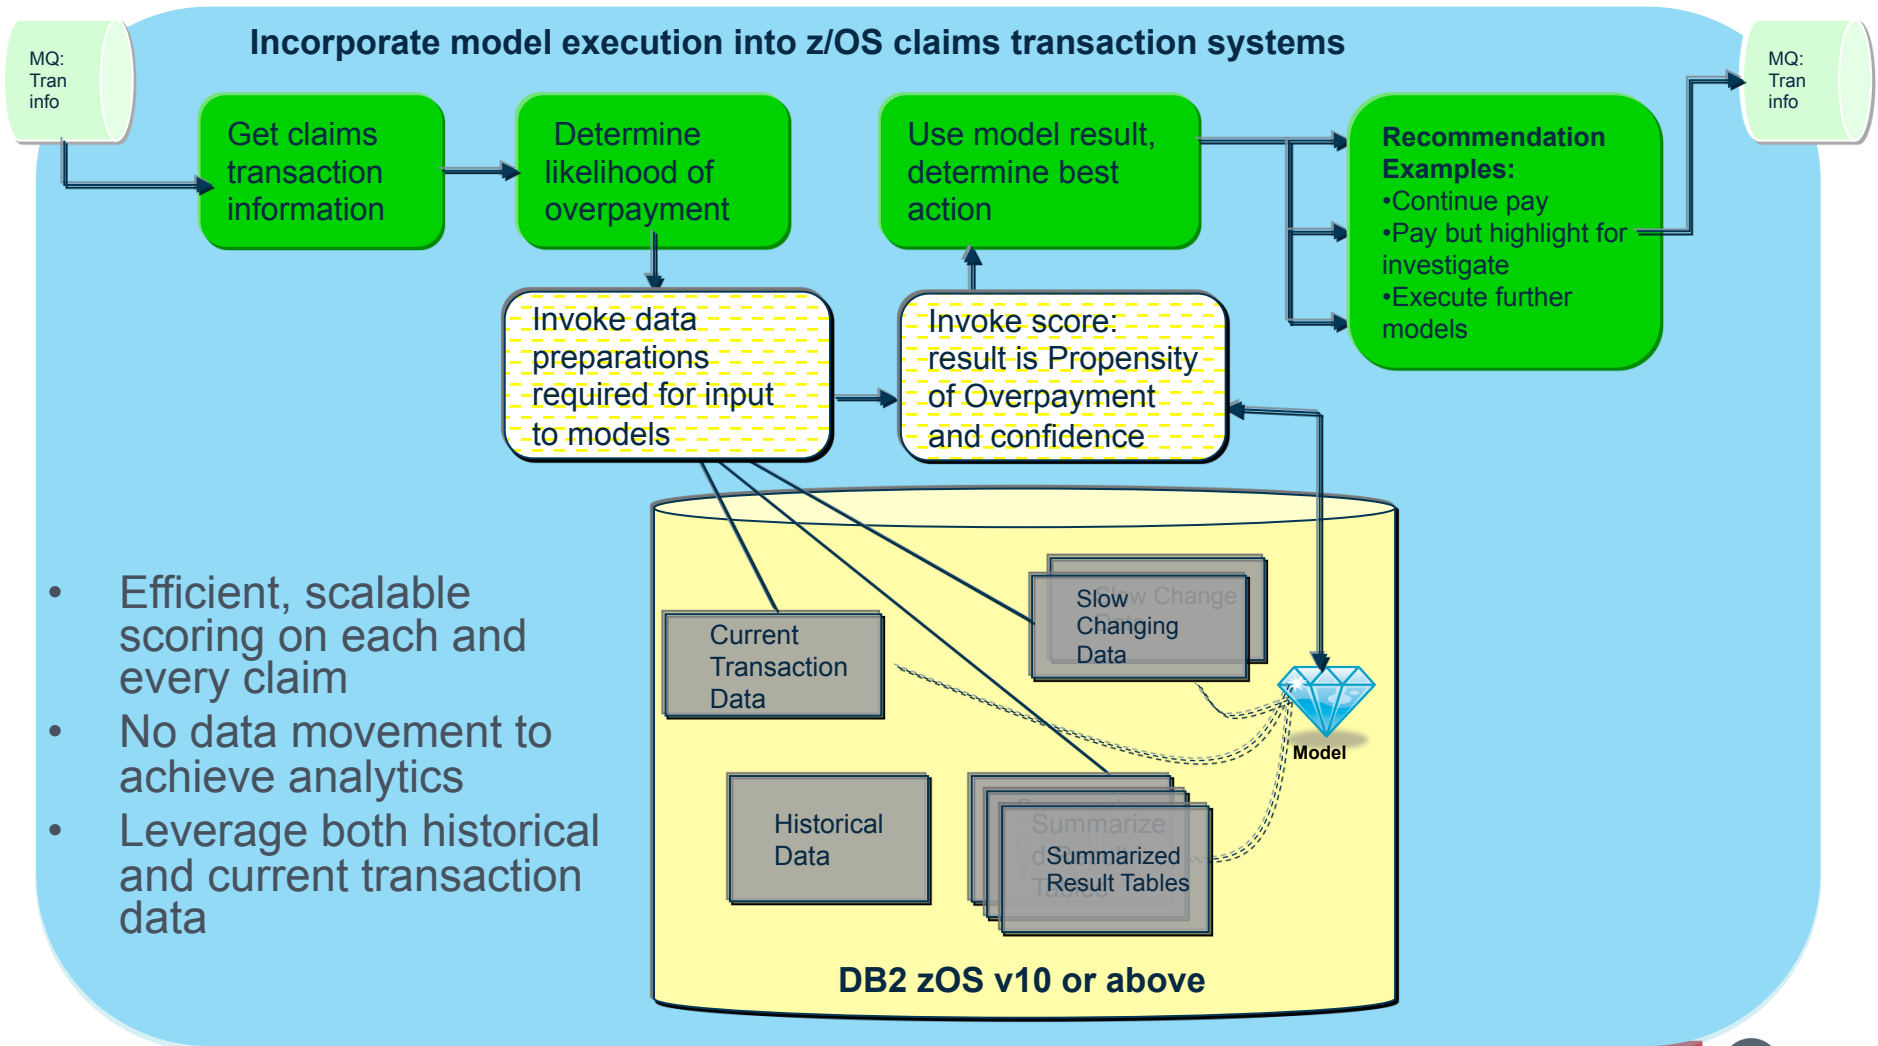 Incorporate model execution into z/OS claims transaction systems
MQ:
Tran
info
MQ:
Tran
info
Get claims
transaction
information
Determine
likelihood of
overpayment
Use model result,
determine best
action
Recommendation
Examples:
•Continue pay
•Pay but highlight for
investigate
•Execute further
models
Invoke data
preparations
required for input
to models
Invoke score:
result is Propensity
of Overpayment
and confidence
• Efficient, scalable
scoring on each and
every claim
• No data movement to
achieve analytics
• Leverage both historical
and current transaction
data
Current
Transaction
Data
Slow Change
Data
Slow
Changing
Data
Model
Historical
Data
Summarize
Tables
Summarized
Result Tables
DB2 zOS v10 or above